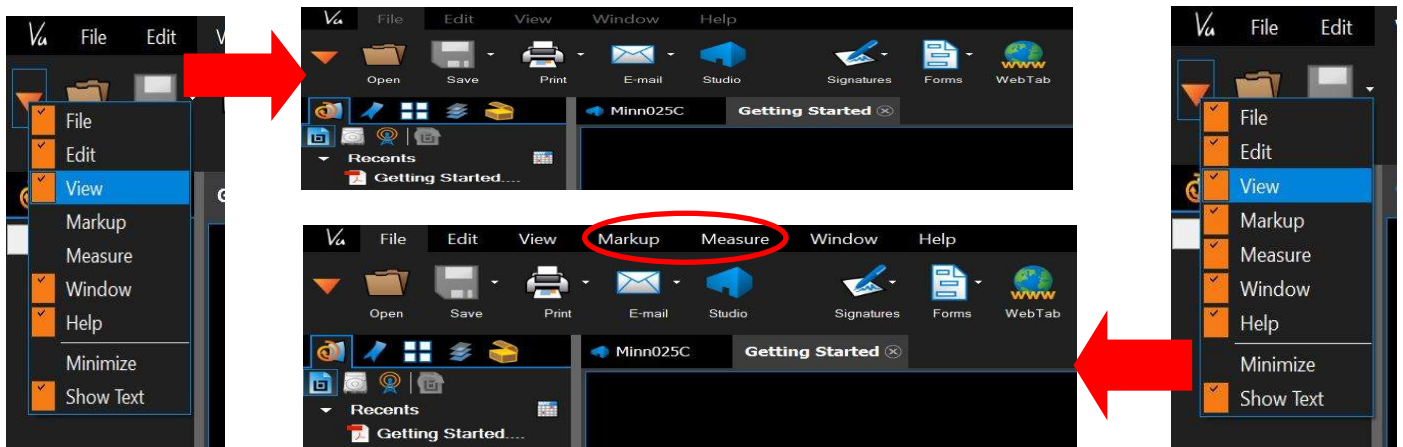 Vu File Edit V
File
Edit
View
Markup
Measure
Window
Help
Minimize
Show Text
G
Vu File Edit View Window Help
Open Save Print E-mail Studio Signatures Forms WebTab
www
Minn025C Getting Started
Recents
Getting Started....
Vu File Edit View Markup Measure Window Help
www
Open Save Print E-mail Studio Signatures Forms WebTab
Minn025C Getting Started
Recents
Getting Started....
Vu File Edit
File
Edit
View
Markup
Measure
Window
Help
Minimize
Show Text